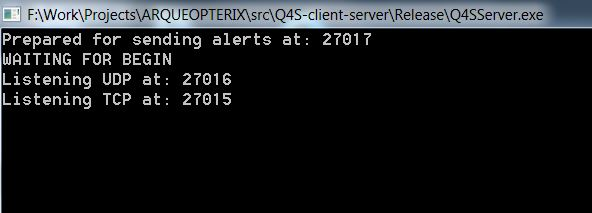 F:\Work\Projects\ARQUEOPTERIX\src\Q4S-client-server\Release\Q4SServer.exe
Prepared for sending alerts at: 27017
WAITING FOR BEGIN
Listening UDP at: 27016
Listening TCP at: 27015